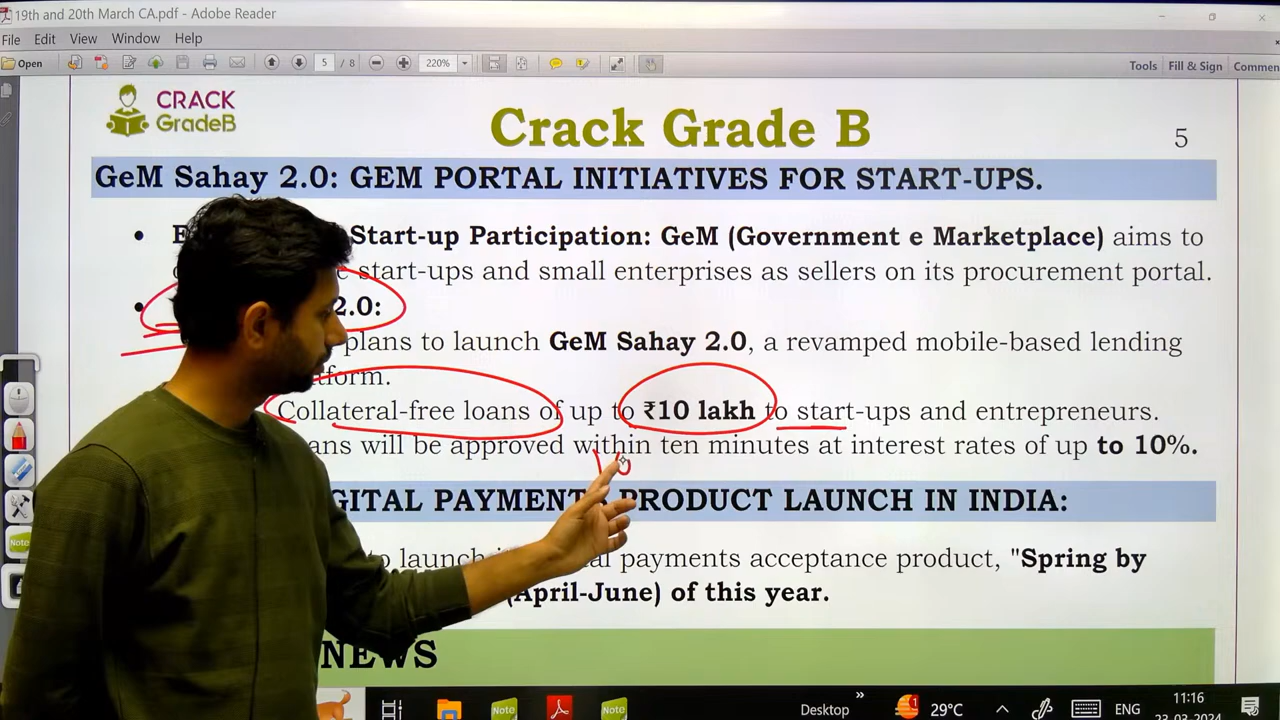 19th and 20th March CA.pdf - Adobe Reader
File Edit View Window Help
Open 5 / 8 220% Tools Fill & Sign Commen
CRACK
GradeB
Crack Grade B
5
GeM Sahay 2.0: GEM PORTAL INITIATIVES FOR START-UPS.
Start-up Participation: GeM (Government e Marketplace) aims to
start-ups and small enterprises as sellers on its procurement portal.
2.0:
plans to launch GeM Sahay 2.0, a revamped mobile-based lending
Collateral-free loans of up to ₹10 lakh to start-ups and entrepreneurs.
will be approved within ten minutes at interest rates of up to 10%.
10
PRODUCT LAUNCH IN INDIA:
to launch payments acceptance product, "Spring by
(April-June) of this year.
NEWS
Note
Note Note Desktop 29°C ENG 11:16